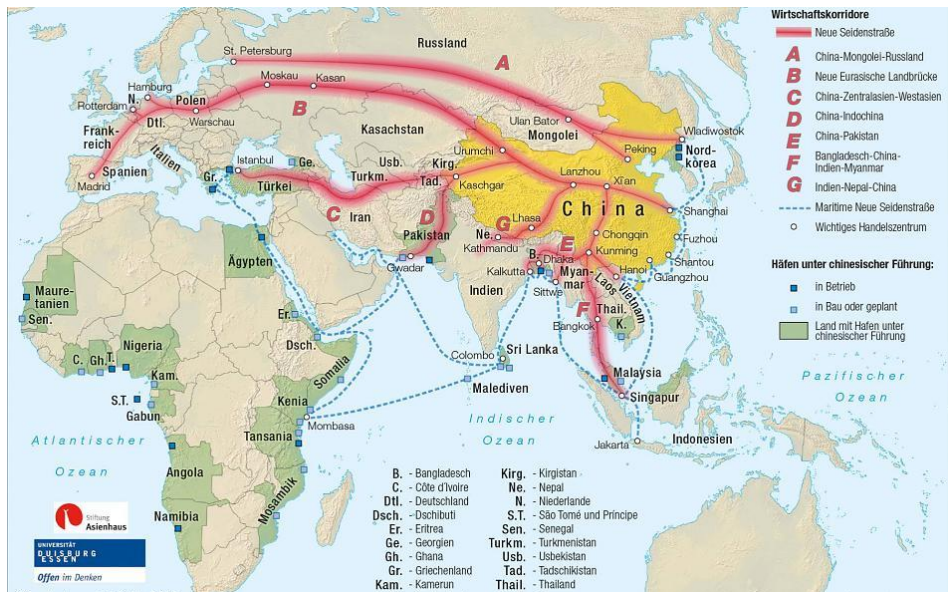 Wirtschaftskorridore
Neue Seidenstraße
A China-Mongolei-Russland
B Neue Eurasische Landbrücke
C China-Zentralasien-Westasien
D China-Indochina
E China-Pakistan
F Bangladesch-China-
Indien-Myanmar
G Indien-Nepal-China
Maritime Neue Seidenstraße
Wichtiges Handelszentrum
Häfen unter chinesischer Führung:
in Betrieb
in Bau oder geplant
Land mit Hafen unter
chinesischer Führung
St. Petersburg
Russland
A
Hamburg
Moskau
Kasan
N.
Polen
Rotterdam
Dtl.
Warschau
B
Ulan Bator
Wladiwostok
Frank-
reich
Kasachstan
Mongolei
Nord-
korea
Urumchi
Peking
Italien
Spanien
Madrid
Istanbul
Ge.
Usb.
Kirg.
Gr.
Türkei
Turkm.
Tad.
Kaschgar
Lanzhou
Xi'an
C
Iran
D
China
Shanghai
Pakistan
G
Lhasa
Chongqin
Fuzhou
Ne.
Kathmandu
E
Kunming
Shantou
Gwadar
B.
Dhaka
Hanoi
Guangzhou
Ägypten
Kalkutta
Myan-
mar
Laos
Vietnam
Indien
Sittwe
Maure-
tanien
Sen.
Er.
F
Thail.
Bangkok
K.
Dsch.
Nigeria
C.
Gh.
T.
Somalia
Colombo
Sri Lanka
Kam.
Malaysia
Malediven
Singapur
Pazifischer
Ozean
S.T.
Gabun
Kenia
Mombasa
Indischer
Ozean
Tansania
Jakarta
Indonesien
Atlantischer
Ozean
Angola
Mosambik
Namibia
B. - Bangladesch
C. - Côte d'Ivoire
Dtl. - Deutschland
Dsch. - Dschibuti
Er. - Eritrea
Ge. - Georgien
Gh. - Ghana
Gr. - Griechenland
Kam. - Kamerun
Kirg. - Kirgistan
Ne. - Nepal
N. - Niederlande
S.T. - São Tomé und Príncipe
Sen. - Senegal
Turkm. - Turkmenistan
Usb. - Usbekistan
Tad. - Tadschikistan
Thail. - Thailand
Stiftung
Asienhaus
UNIVERSITÄT
DUISBURG
ESSEN
Offen im Denken